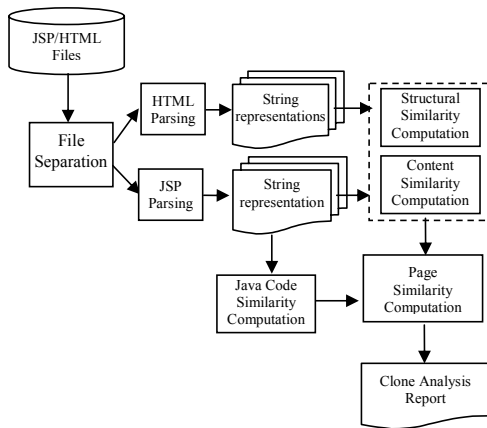 JSP/HTML
Files
HTML
Parsing
String
representations
Structural
Similarity
Computation
File
Separation
JSP
Parsing
String
representation
Content
Similarity
Computation
Java Code
Similarity
Computation
Page
Similarity
Computation
Clone Analysis
Report